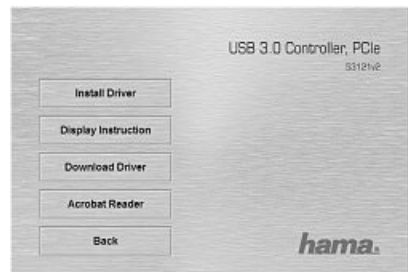 USB 3.0 Controller, PCIe
53121v2
Install Driver
Display Instruction
Download Driver
Acrobat Reader
Back
hama.